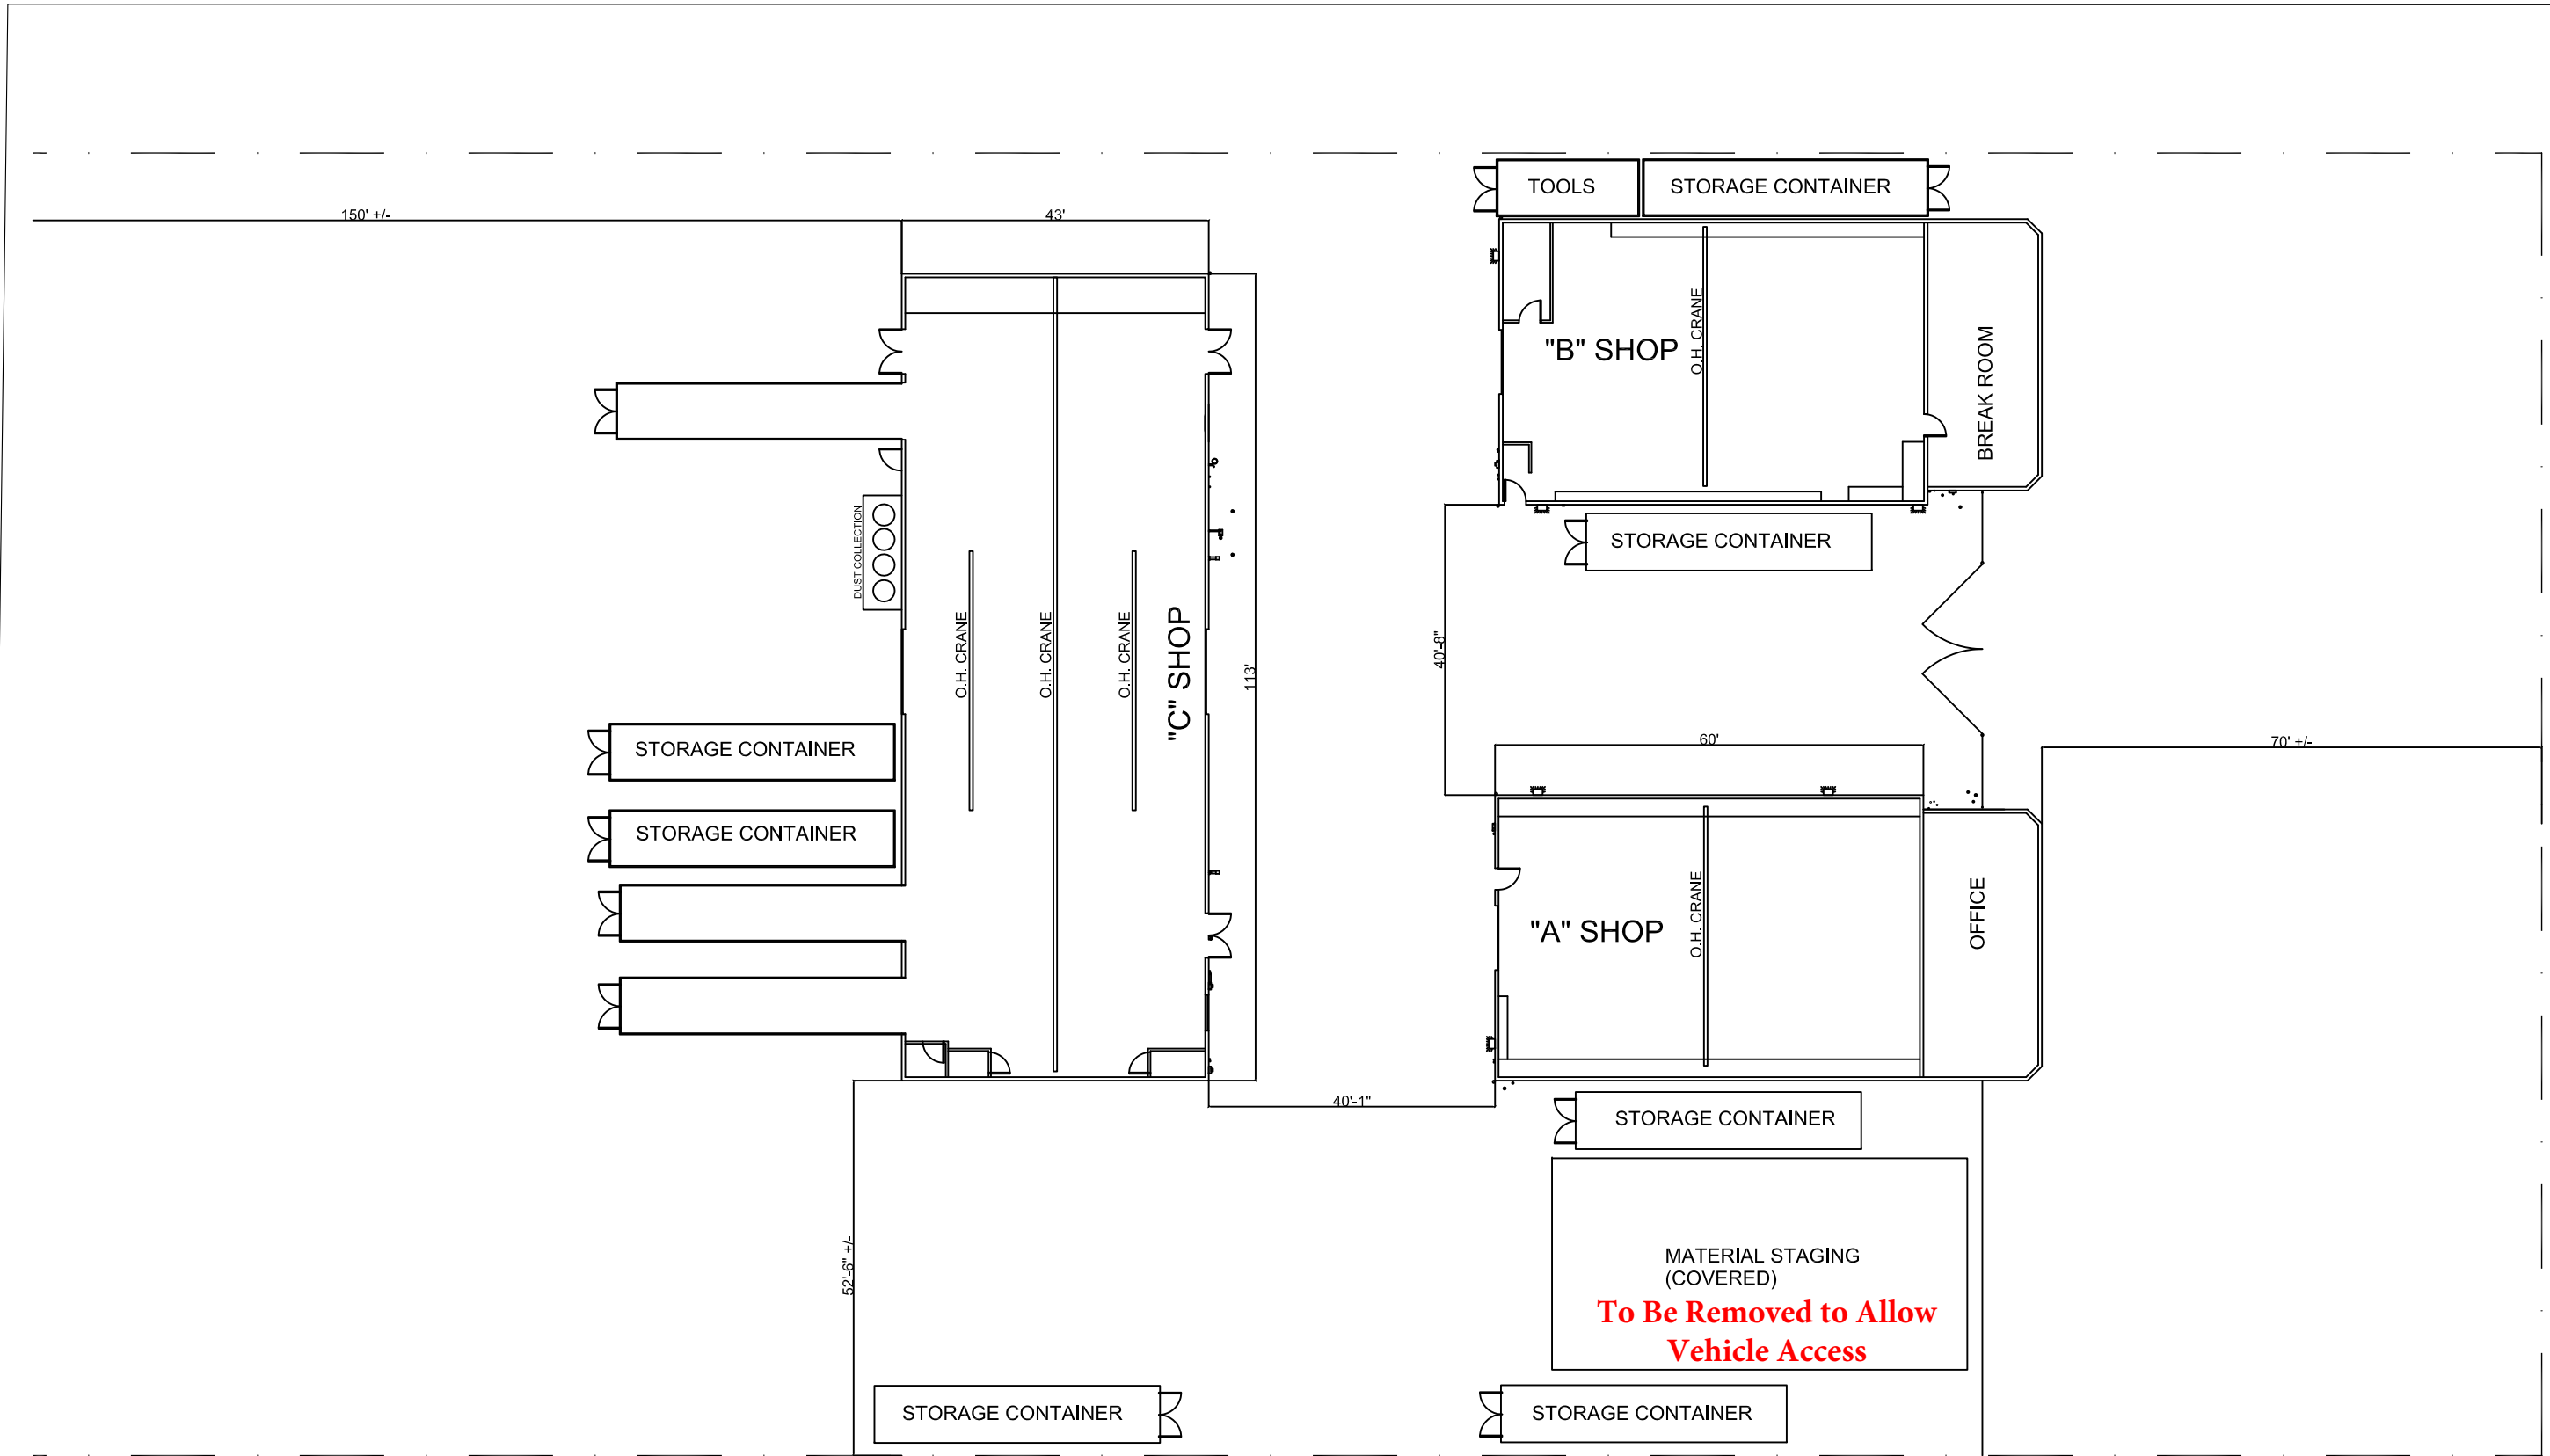 TOOLS
STORAGE CONTAINER
150' +/-
43'
O.H. CRANE
"B" SHOP
BREAK ROOM
DUST COLLECTION
STORAGE CONTAINER
O.H. CRANE
O.H. CRANE
O.H. CRANE
"C" SHOP
113'
40'-8"
STORAGE CONTAINER
60'
70' +/-
STORAGE CONTAINER
"A" SHOP
O.H. CRANE
OFFICE
40'-1"
STORAGE CONTAINER
52'-6" +/-
MATERIAL STAGING
(COVERED)
To Be Removed to Allow
Vehicle Access
STORAGE CONTAINER
STORAGE CONTAINER